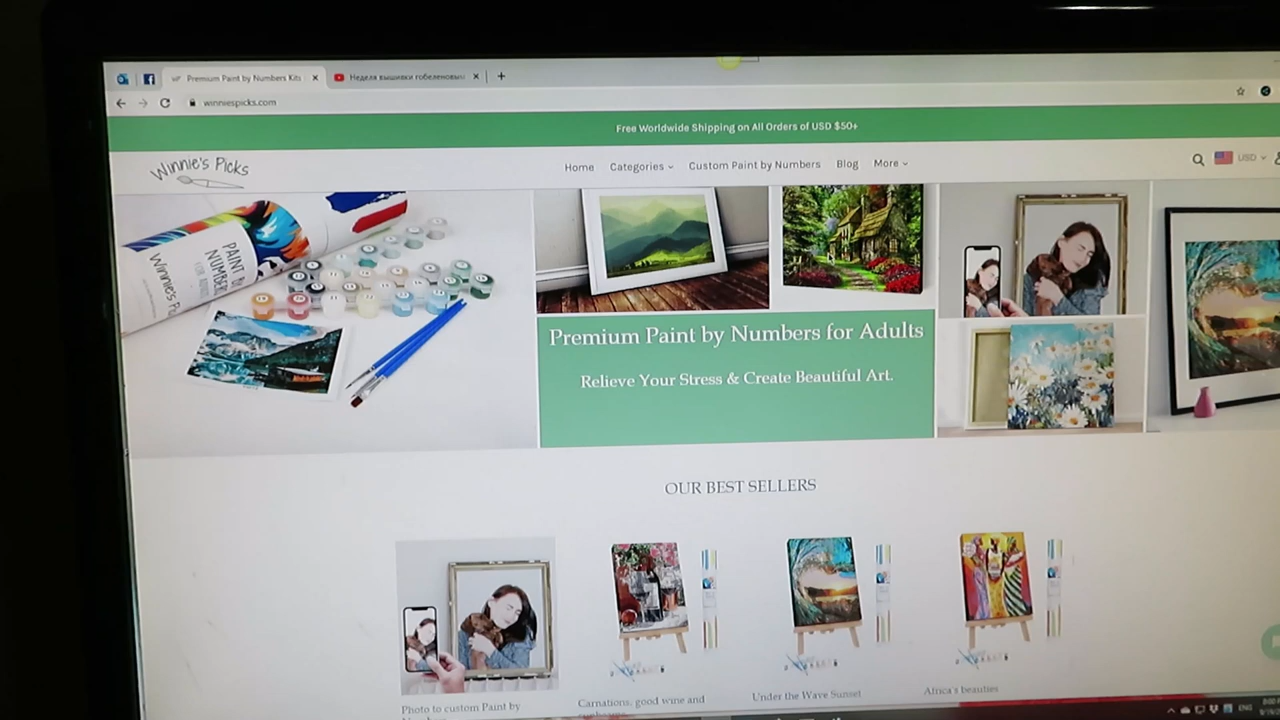 Premium Paint by Numbers Kits
Неделя вышивки гобеленовы
winniespicks.com
Free Worldwide Shipping on All Orders of USD $50+
Winnie's Picks
Home
Categories
Custom Paint by Numbers
Blog
More
USD
PAINT BY
NUMBER
Premium Paint by Numbers for Adults
Relieve Your Stress & Create Beautiful Art.
OUR BEST SELLERS
Photo to custom Paint by
Carnations, good wine and
Under the Wave Sunset
Africa's beauties
ENG